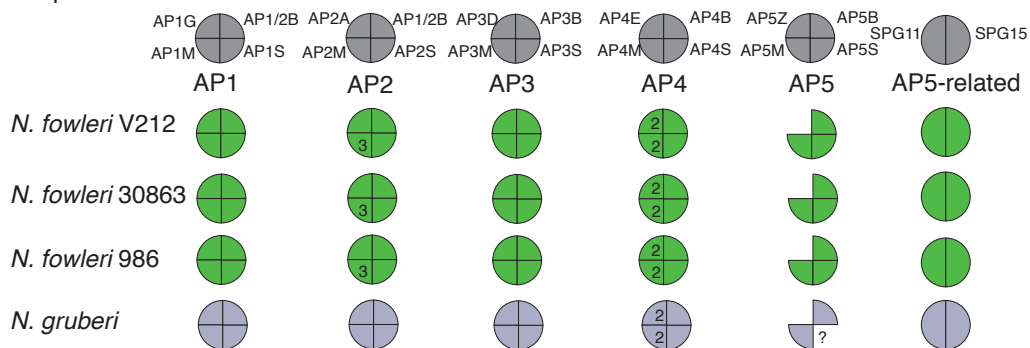 AP1G AP1/2B AP2A AP1/2B AP3D AP3B AP4E AP4B AP5Z AP5B SPG11 SPG15
AP1M AP1S AP2M AP2S AP3M AP3S AP4M AP4S AP5M AP5S
AP1 AP2 AP3 AP4 AP5 AP5-related
N. fowleri V212
2
3 2
N. fowleri 30863
2
3 2
N. fowleri 986
2
3 2
N. gruberi
2
2 ?